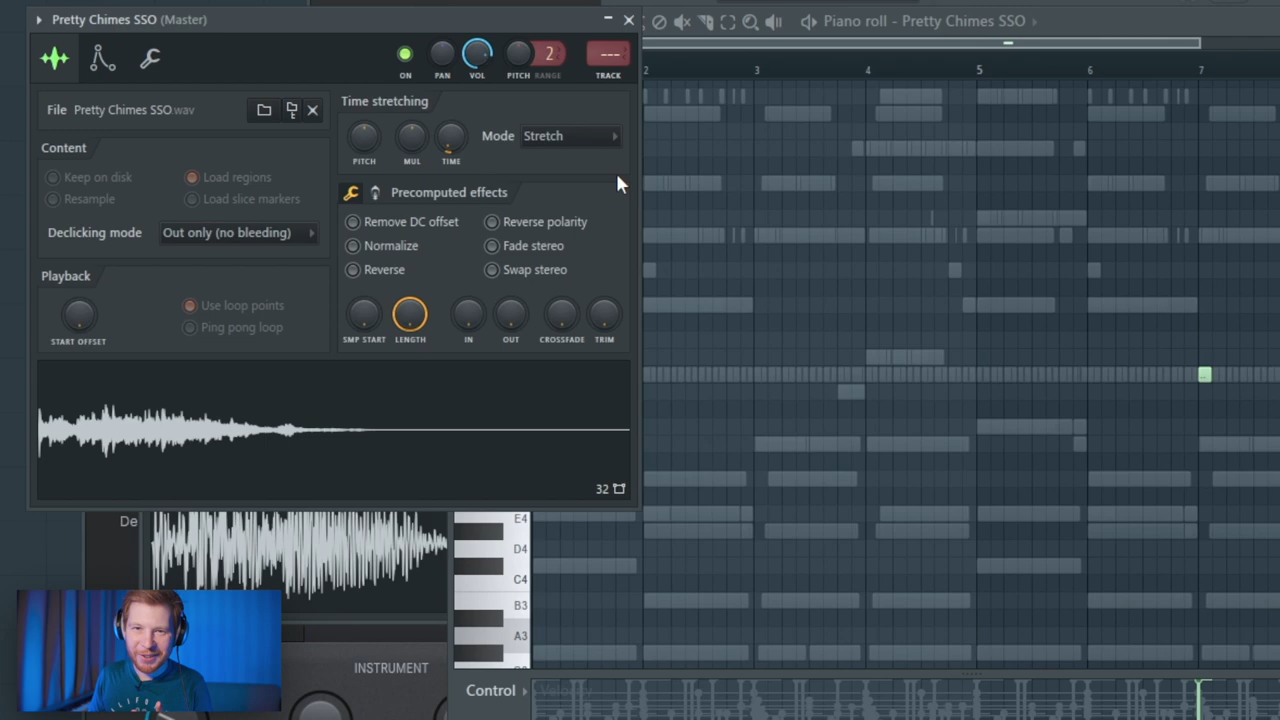 Pretty Chimes SSO (Master)
Piano roll - Pretty Chimes SSO
ON
PAN
VOL
PITCH
2
RANGE
---
TRACK
File
Pretty Chimes SSO.wav
Time stretching
PITCH
MUL
TIME
Mode
Stretch
Content
Keep on disk
Load regions
Resample
Load slice markers
Declicking mode
Out only (no bleeding)
Precomputed effects
Remove DC offset
Reverse polarity
Normalize
Fade stereo
Reverse
Swap stereo
Playback
START OFFSET
Use loop points
Ping pong loop
SMP START
LENGTH
IN
OUT
CROSSFADE
TRIM
32
2
3
4
5
6
7
De
E4
D4
C4
B3
A3
INSTRUMENT
Control
Velocity